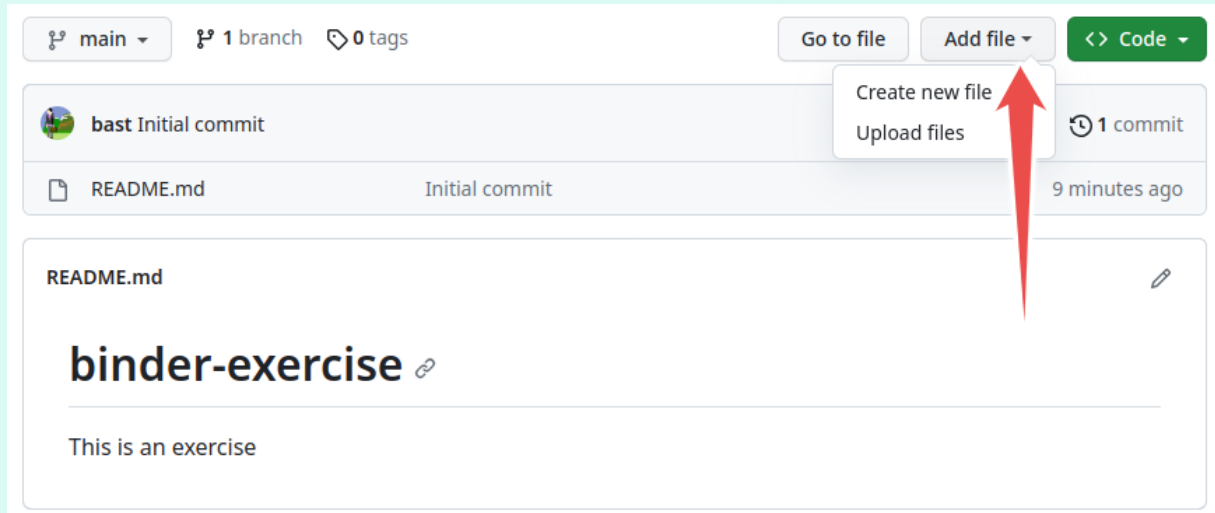 main 1 branch 0 tags Go to file Add file <> Code
Create new file
bast Initial commit 1 commit
Upload files
README.md Initial commit 9 minutes ago
README.md
binder-exercise
This is an exercise